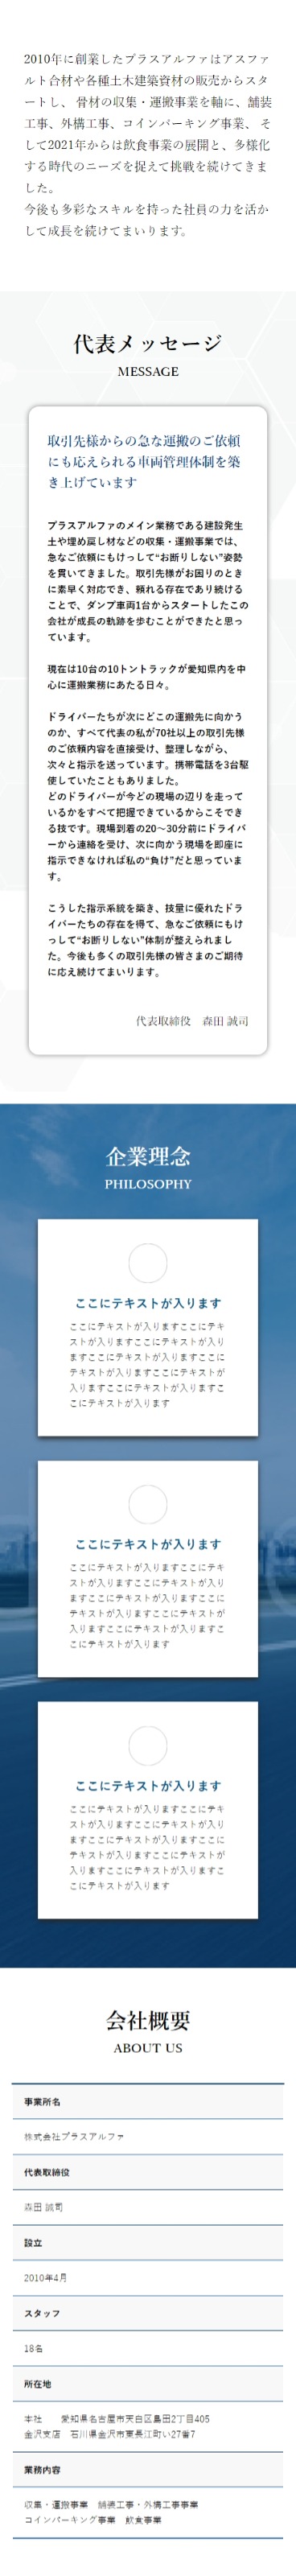 2010年に創業したプラスアルファはアスファ
ルト合材や各種土木建築資材の販売からスタ
ートし、 骨材の収集・運搬事業を軸に、舗装
工事、外構工事、コインパーキング事業、 そ
して2021年からは飲食事業の展開と、多様化
する時代のニーズを捉えて挑戦を続けてきま
した。
今後も多彩なスキルを持った社員の力を活か
して成長を続けてまいります。
代表メッセージ
MESSAGE
取引先様からの急な運搬のご依頼
にも応えられる車両管理体制を築
き上げています
プラスアルファのメイン業務である建設発生
土や埋め戻し材などの収集・運搬事業では、
急なご依頼にもけっして“お断りしない”姿勢
を貫いてきました。取引先様がお困りのとき
に素早く対応でき、頼れる存在であり続ける
ことで、ダンプ車両1台からスタートしたこの
会社が成長の軌跡を歩むことができたと思っ
ています。
現在は10台の10トントラックが愛知県内を中
心に運搬業務にあたる日々。
ドライバーたちが次にどこの運搬先に向かう
のか、すべて代表の私が70社以上の取引先様
のご依頼内容を直接受け、整理しながら、
次々と指示を送っています。携帯電話を3台駆
使していたこともありました。
どのドライバーが今どの現場の辺りを走って
いるかをすべて把握できているからこそでき
る技です。現場到着の20～30分前にドライバ
ーから連絡を受け、次に向かう現場を即座に
指示できなければ私の“負け”だと思っていま
す。
こうした指示系統を築き、技量に優れたドラ
イバーたちの存在を得て、急なご依頼にもけ
っして“お断りしない”体制が整えられまし
た。今後も多くの取引先様の皆さまのご期待
に応え続けてまいります。
代表取締役　森田 誠司
企業理念
PHILOSOPHY
ここにテキストが入ります
ここにテキストが入りますここにテキ
ストが入りますここにテキストが入り
ますここにテキストが入りますここに
テキストが入りますここにテキストが
入りますここにテキストが入りますこ
こにテキストが入ります
ここにテキストが入ります
ここにテキストが入りますここにテキ
ストが入りますここにテキストが入り
ますここにテキストが入りますここに
テキストが入りますここにテキストが
入りますここにテキストが入りますこ
こにテキストが入ります
ここにテキストが入ります
ここにテキストが入りますここにテキ
ストが入りますここにテキストが入り
ますここにテキストが入りますここに
テキストが入りますここにテキストが
入りますここにテキストが入りますこ
こにテキストが入ります
会社概要
ABOUT US
事業所名
株式会社プラスアルファ
代表取締役
森田 誠司
設立
2010年4月
スタッフ
18名
所在地
本社　　愛知県名古屋市天白区島田2丁目405
金沢支店　石川県金沢市東長江町い27番7
業務内容
収集・運搬事業　舗装工事・外構工事事業
コインパーキング事業　飲食事業